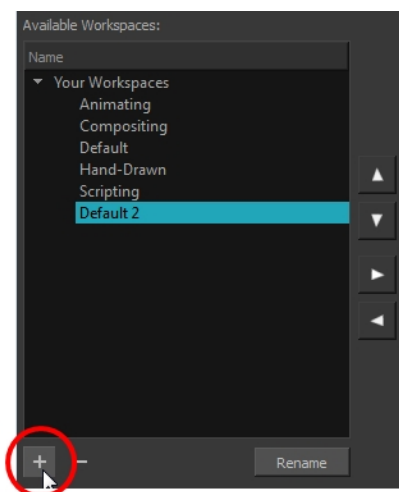 Available Workspaces:
Name
Your Workspaces
Animating
Compositing
Default
Hand-Drawn
Scripting
Default 2
Rename